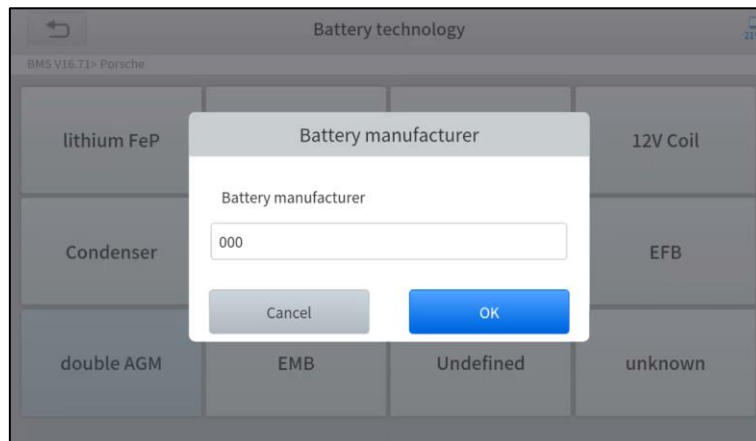 Battery technology
BMS V16.71> Porsche
lithium FeP
12V Coil
Battery manufacturer
Battery manufacturer
000
Condenser
EFB
Cancel
OK
double AGM
EMB
Undefined
unknown